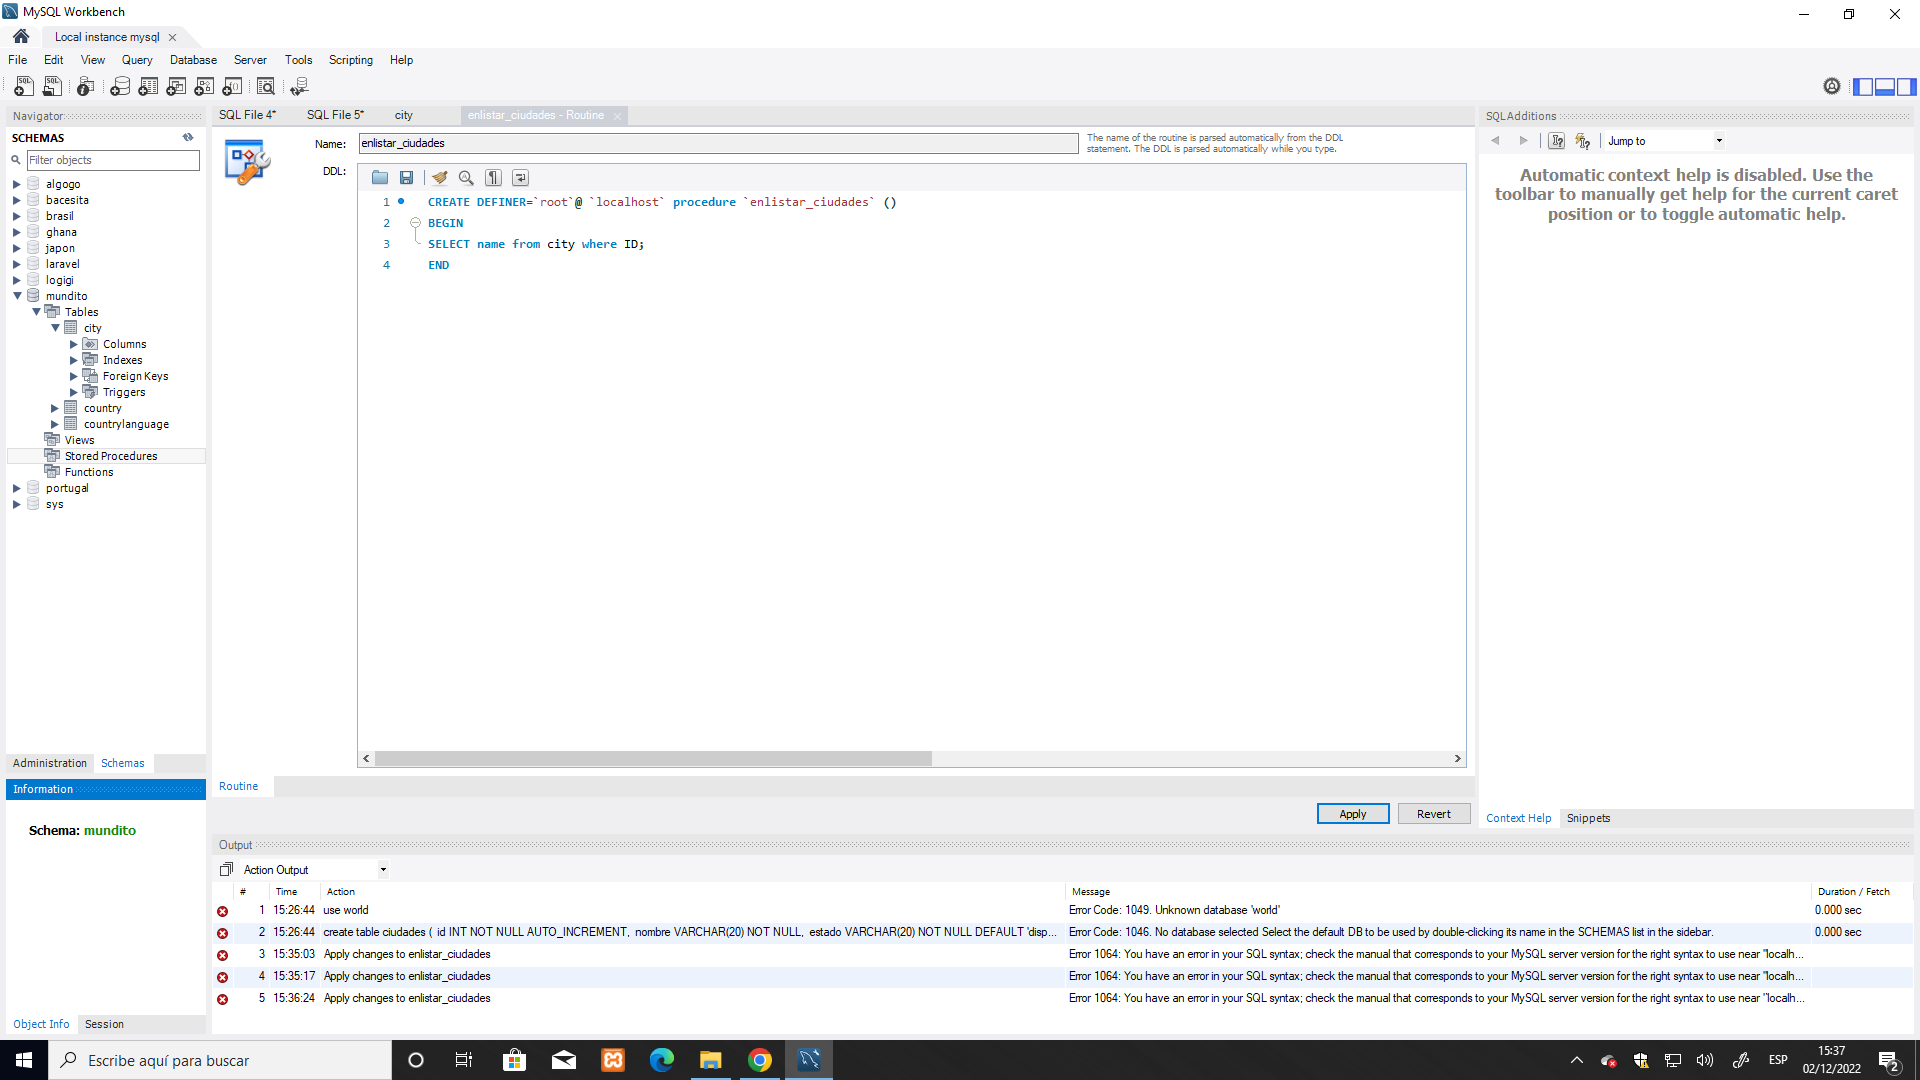 MySQL Workbench
Local instance mysql
File Edit View Query Database Server Tools Scripting Help
Navigator
SCHEMAS
Filter objects
algogo
bacesita
brasil
ghana
japon
laravel
logigi
mundito
Tables
city
Columns
Indexes
Foreign Keys
Triggers
country
countrylanguage
Views
Stored Procedures
Functions
portugal
sys
Administration Schemas
Information
Schema: mundito
Object Info Session
SQL File 4* SQL File 5* city enlistar_ciudades - Routine
Name: enlistar_ciudades
The name of the routine is parsed automatically from the DDL
statement. The DDL is parsed automatically while you type.
DDL:
1 CREATE DEFINER=`root`@ `localhost` procedure `enlistar_ciudades` ()
2 BEGIN
3 SELECT name from city where ID;
4 END
Routine
Apply Revert
SQLAdditions
Jump to
Automatic context help is disabled. Use the
toolbar to manually get help for the current caret
position or to toggle automatic help.
Context Help Snippets
Output
Action Output
# Time Action Message Duration / Fetch
1 15:26:44 use world Error Code: 1049. Unknown database 'world' 0.000 sec
2 15:26:44 create table ciudades ( id INT NOT NULL AUTO_INCREMENT, nombre VARCHAR(20) NOT NULL, estado VARCHAR(20) NOT NULL DEFAULT 'disp... Error Code: 1046. No database selected Select the default DB to be used by double-clicking its name in the SCHEMAS list in the sidebar. 0.000 sec
3 15:35:03 Apply changes to enlistar_ciudades Error 1064: You have an error in your SQL syntax; check the manual that corresponds to your MySQL server version for the right syntax to use near ''localh...
4 15:35:17 Apply changes to enlistar_ciudades Error 1064: You have an error in your SQL syntax; check the manual that corresponds to your MySQL server version for the right syntax to use near ''localh...
5 15:36:24 Apply changes to enlistar_ciudades Error 1064: You have an error in your SQL syntax; check the manual that corresponds to your MySQL server version for the right syntax to use near ''localh...
Escribe aquí para buscar
ESP
15:37
02/12/2022
2